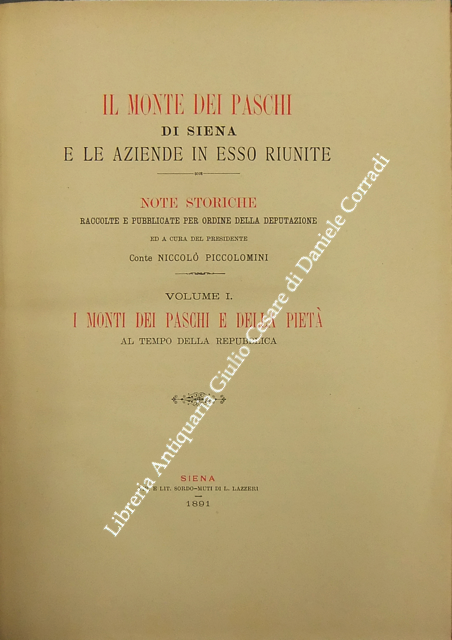 IL MONTE DEI PASCHI
DI SIENA
E LE AZIENDE IN ESSO RIUNITE
NOTE STORICHE
RACCOLTE E PUBBLICATE PER ORDINE DELLA DEPUTAZIONE
ED A CURA DEL PRESIDENTE
Conte NICCOLÓ PICCOLOMINI
VOLUME I.
I MONTI DEI PASCHI E DELLA PIETÀ
AL TEMPO DELLA REPUBBLICA
SIENA
E LIT. SORDO-MUTI DI L. LAZZERI
1891
Libreria Antiquaria Giulio Cesare di Daniele Corradi